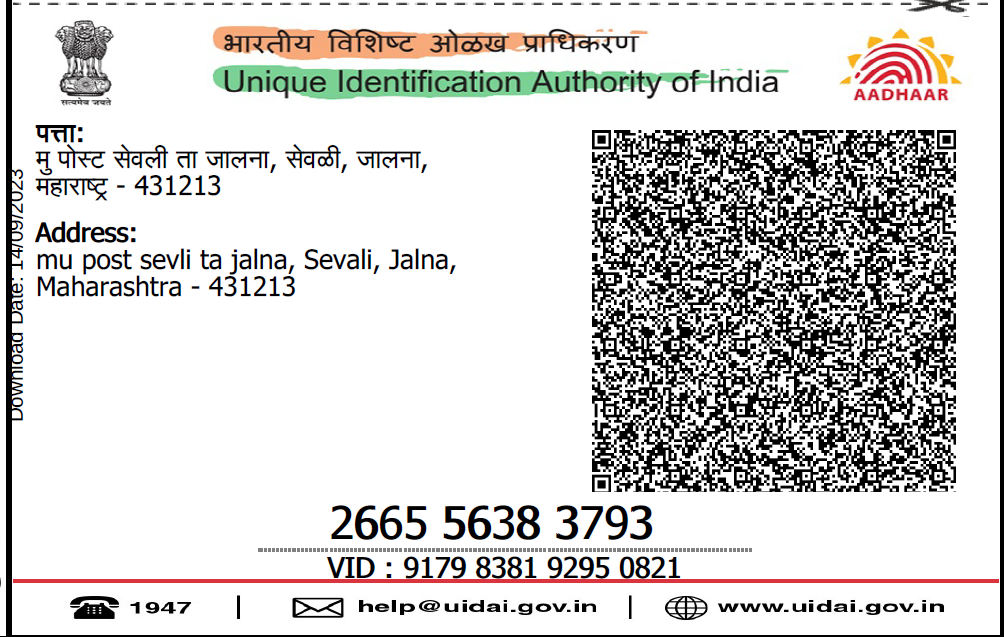 भारतीय विशिष्ट ओळख प्राधिकरण
Unique Identification Authority of India
सत्यमेव जयते
AADHAAR
पत्ता:
मु पोस्ट सेवली ता जालना, सेवळी, जालना,
महाराष्ट्र - 431213
Address:
mu post sevli ta jalna, Sevali, Jalna,
Maharashtra - 431213
Download Date: 14/09/2023
2665 5638 3793
VID : 9179 8381 9295 0821
1947 | help@uidai.gov.in | www.uidai.gov.in